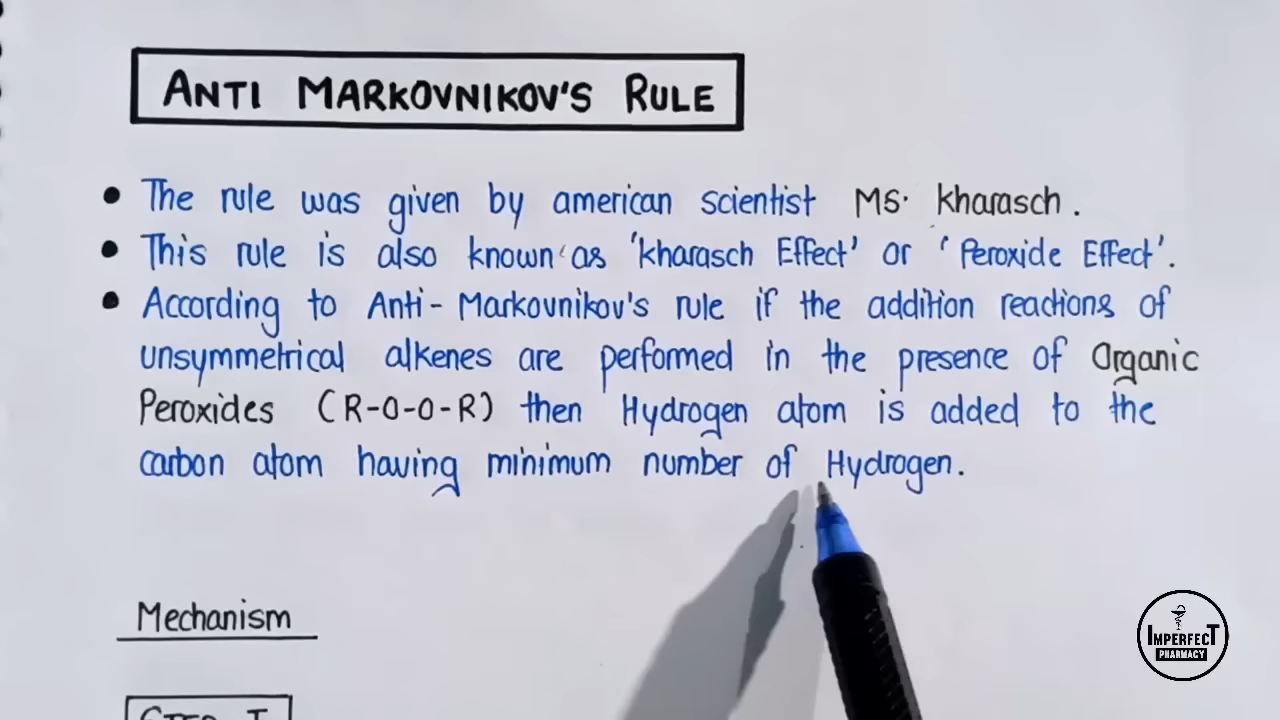 ANTI MARKOVNIKOV'S RULE
• The rule was given by american scientist MS. Kharasch.
• This rule is also known as 'kharasch Effect' or 'Peroxide Effect'.
• According to Anti-Markovnikov's rule if the addition reactions of
unsymmetrical alkenes are performed in the presence of Organic
Peroxides (R-O-O-R) then Hydrogen atom is added to the
carbon atom having minimum number of Hydrogen.
Mechanism
STEP I
IMPERFECT
PHARMACY